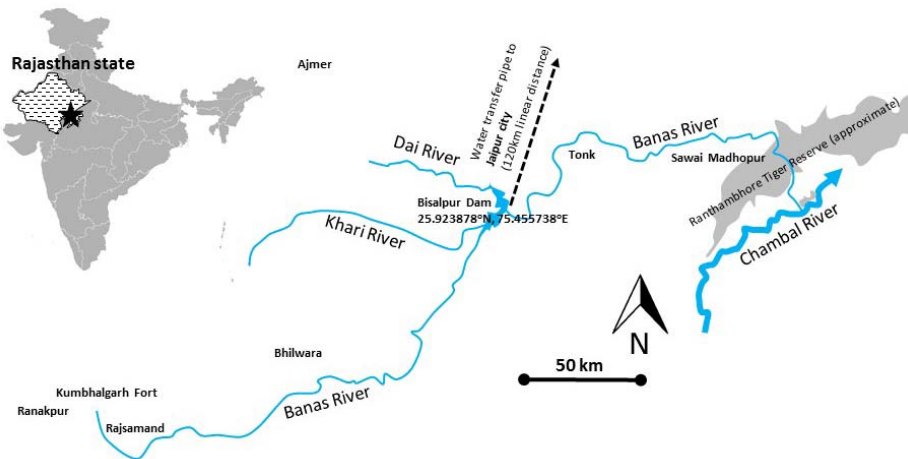 Rajasthan state
Ajmer
Water transfer pipe to
Jaipur city
(120km linear distance)
Dai River
Tonk
Banas River
Sawai Madhopur
Ranthambhore Tiger Reserve (approximate)
Bisalpur Dam
25.923878°N, 75.455738°E
Khari River
Chambal River
N
50 km
Bhilwara
Kumbhalgarh Fort
Banas River
Ranakpur
Rajsamand